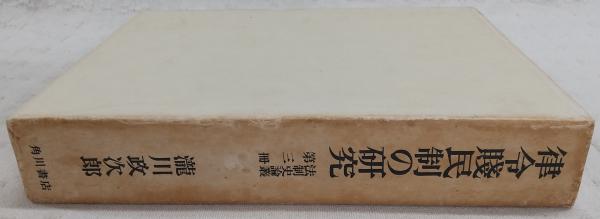 律令賤民制の研究
法制史論叢
第三冊
瀧川政次郎
角川書店